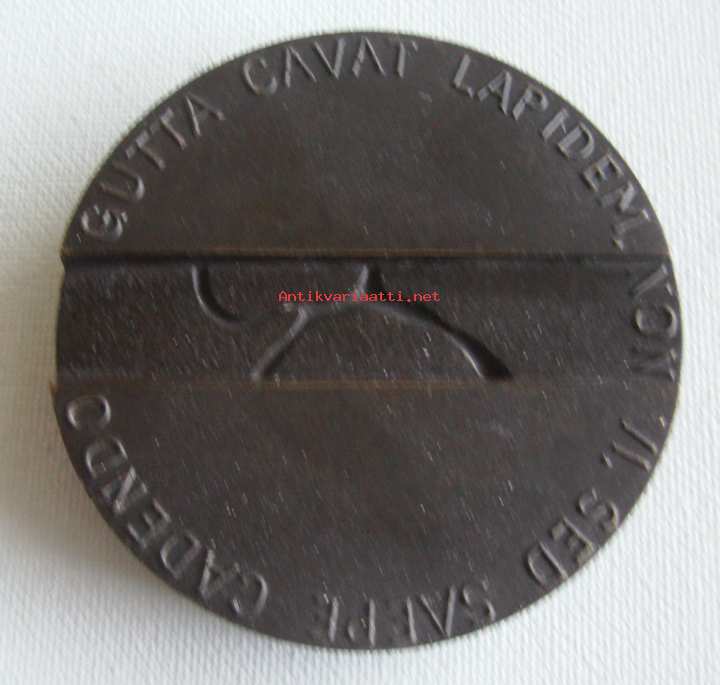 GUTTA CAVAT LAPIDEM, NON VI, SED SAEPE CADENDO
Antikvariaatti.net